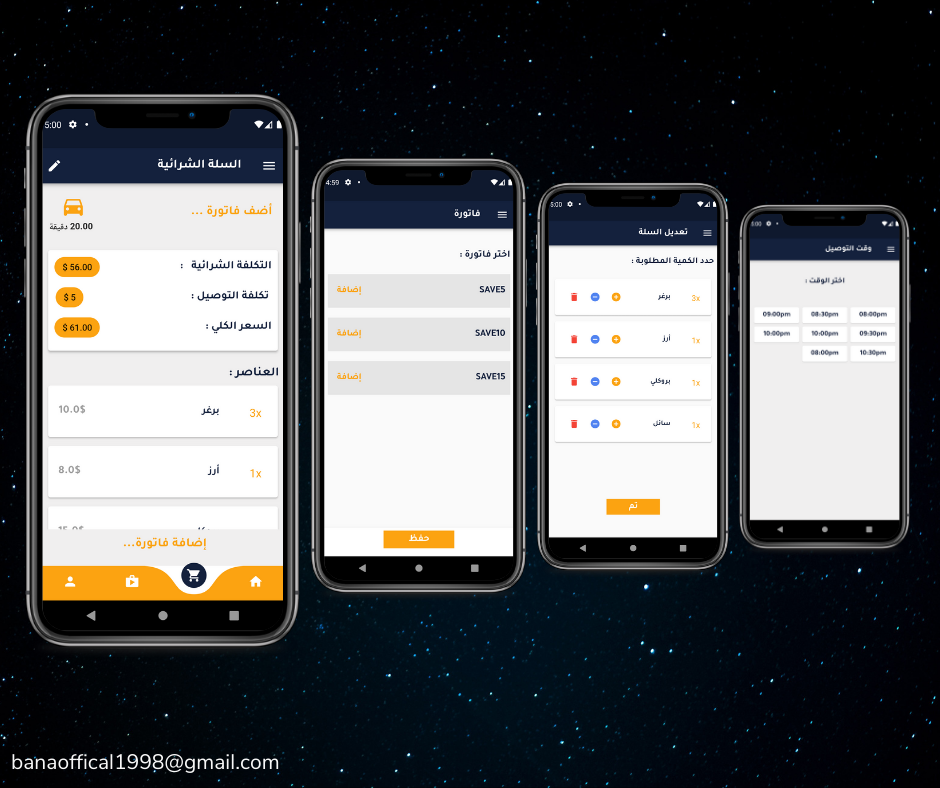 5:00
السلة الشرائية
أضف فاتورة ...
20.00 دقيقة
التكلفة الشرائية :
$ 56.00
تكلفة التوصيل :
$ 5
السعر الكلي :
$ 61.00
العناصر :
3x برغر 10.0$
1x أرز 8.0$
15.0$
إضافة فاتورة...
4:59
فاتورة
اختر فاتورة :
SAVE5 إضافة
SAVE10 إضافة
SAVE15 إضافة
حفظ
5:00
تعديل السلة
حدد الكمية المطلوبة :
3x برغر
1x أرز
1x بروكلي
1x سائل
تم
5:00
وقت التوصيل
اختر الوقت :
08:00pm 08:30pm 09:00pm
09:30pm 10:00pm 10:00pm
10:30pm 08:00pm
banaoffical1998@gmail.com